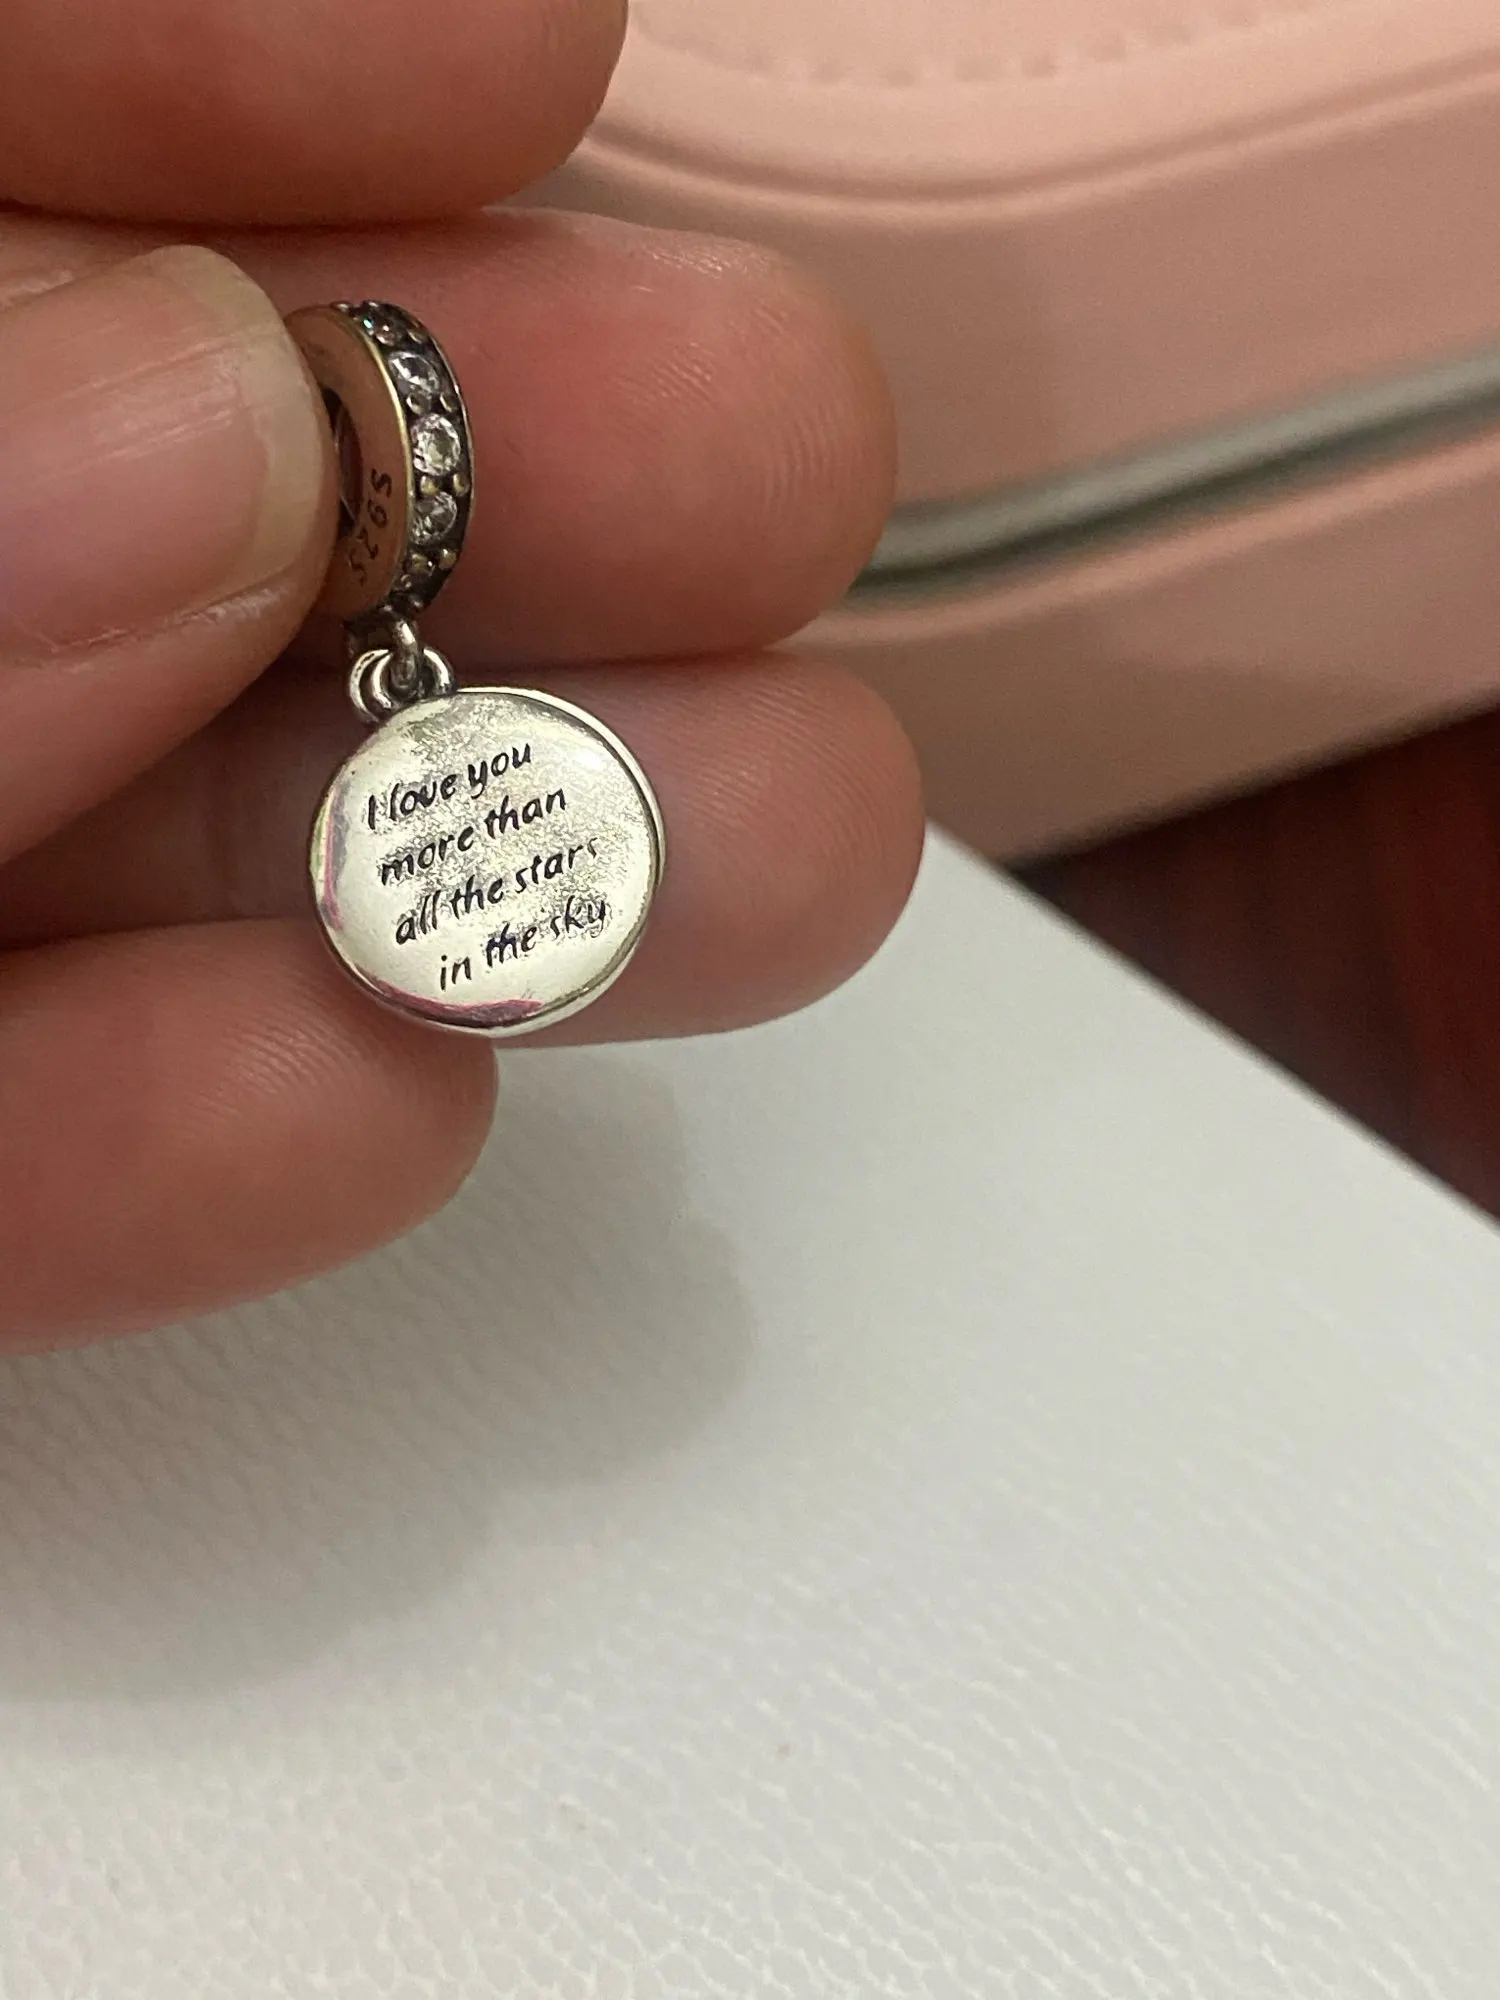 S925
I love you
more than
all the stars
in the sky